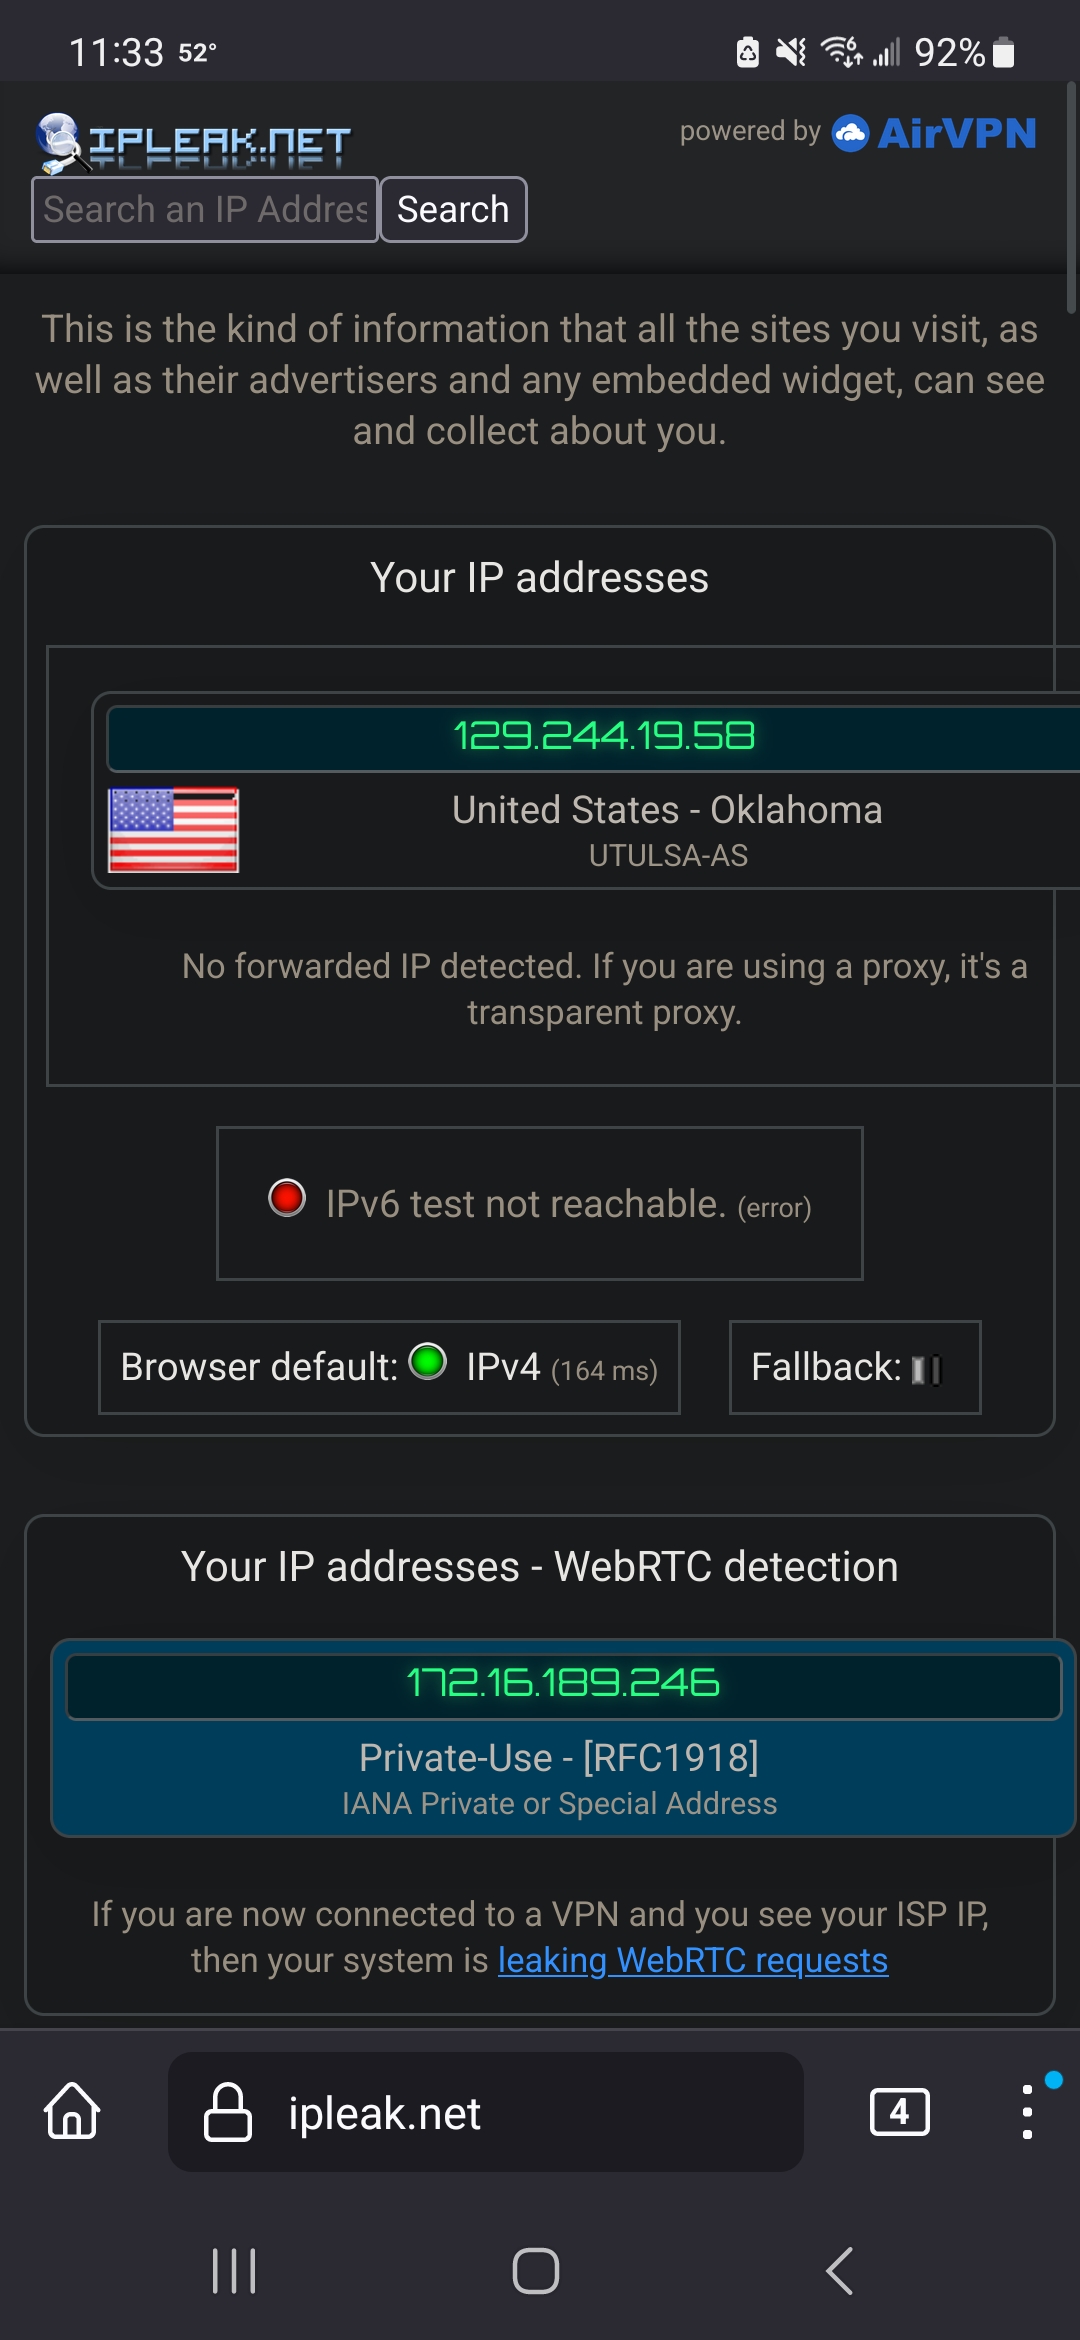 11:33 52°
92%
IPLEAK.NET
powered by AirVPN
Search an IP Addres
Search
This is the kind of information that all the sites you visit, as
well as their advertisers and any embedded widget, can see
and collect about you.
Your IP addresses
129.244.19.58
United States - Oklahoma
UTULSA-AS
No forwarded IP detected. If you are using a proxy, it's a
transparent proxy.
IPv6 test not reachable. (error)
Browser default: IPv4 (164 ms)
Fallback:
Your IP addresses - WebRTC detection
172.16.189.246
Private-Use - [RFC1918]
IANA Private or Special Address
If you are now connected to a VPN and you see your ISP IP,
then your system is leaking WebRTC requests
ipleak.net
4